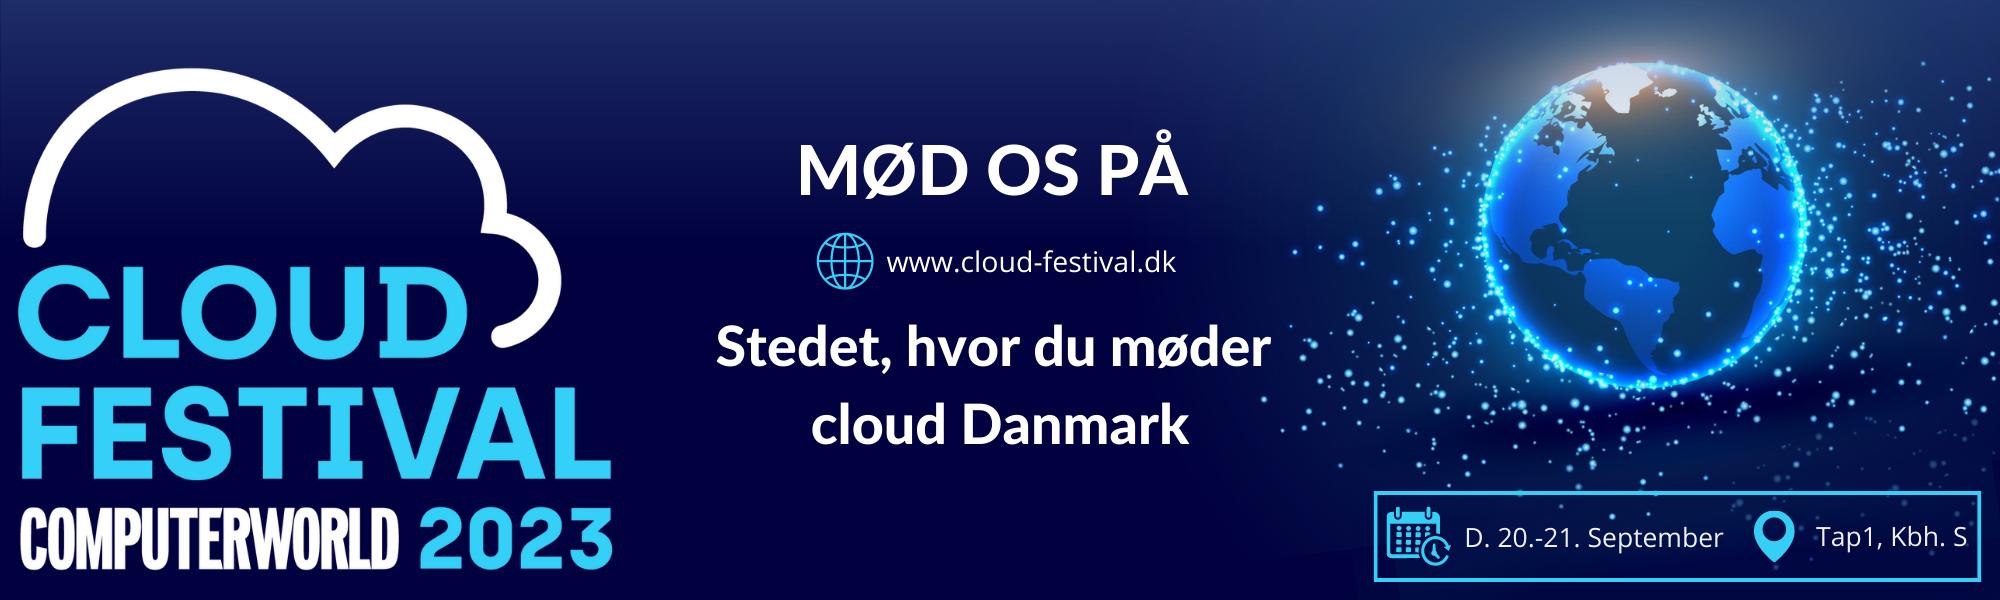 CLOUD
FESTIVAL
COMPUTERWORLD 2023
MØD OS PÅ
www.cloud-festival.dk
Stedet, hvor du møder
cloud Danmark
D. 20.-21. September
Tap1, Kbh. S